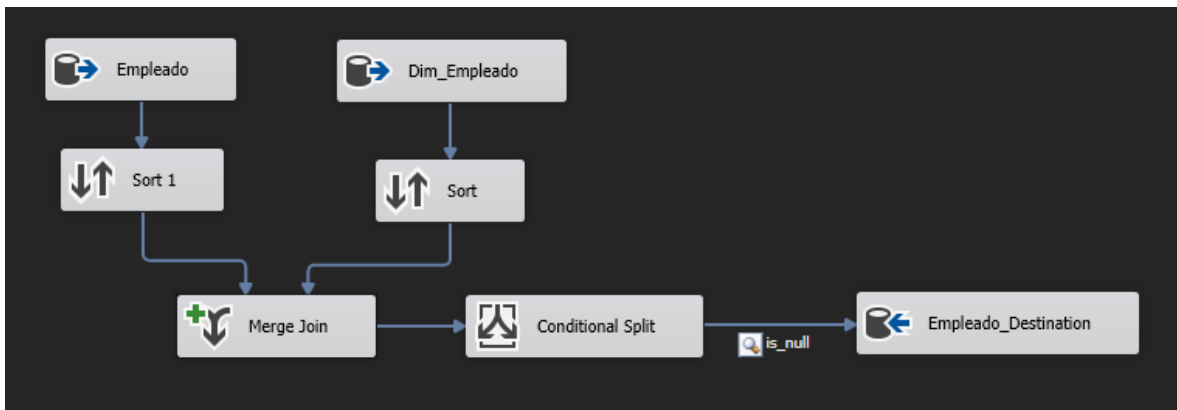 Empleado
Dim_Empleado
Sort 1
Sort
Merge Join
Conditional Split
is_null
Empleado_Destination